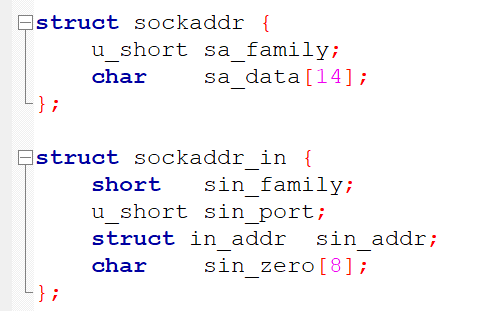 struct sockaddr {
    u_short sa_family;
    char    sa_data[14];
};
struct sockaddr_in {
    short   sin_family;
    u_short sin_port;
    struct in_addr  sin_addr;
    char    sin_zero[8];
};